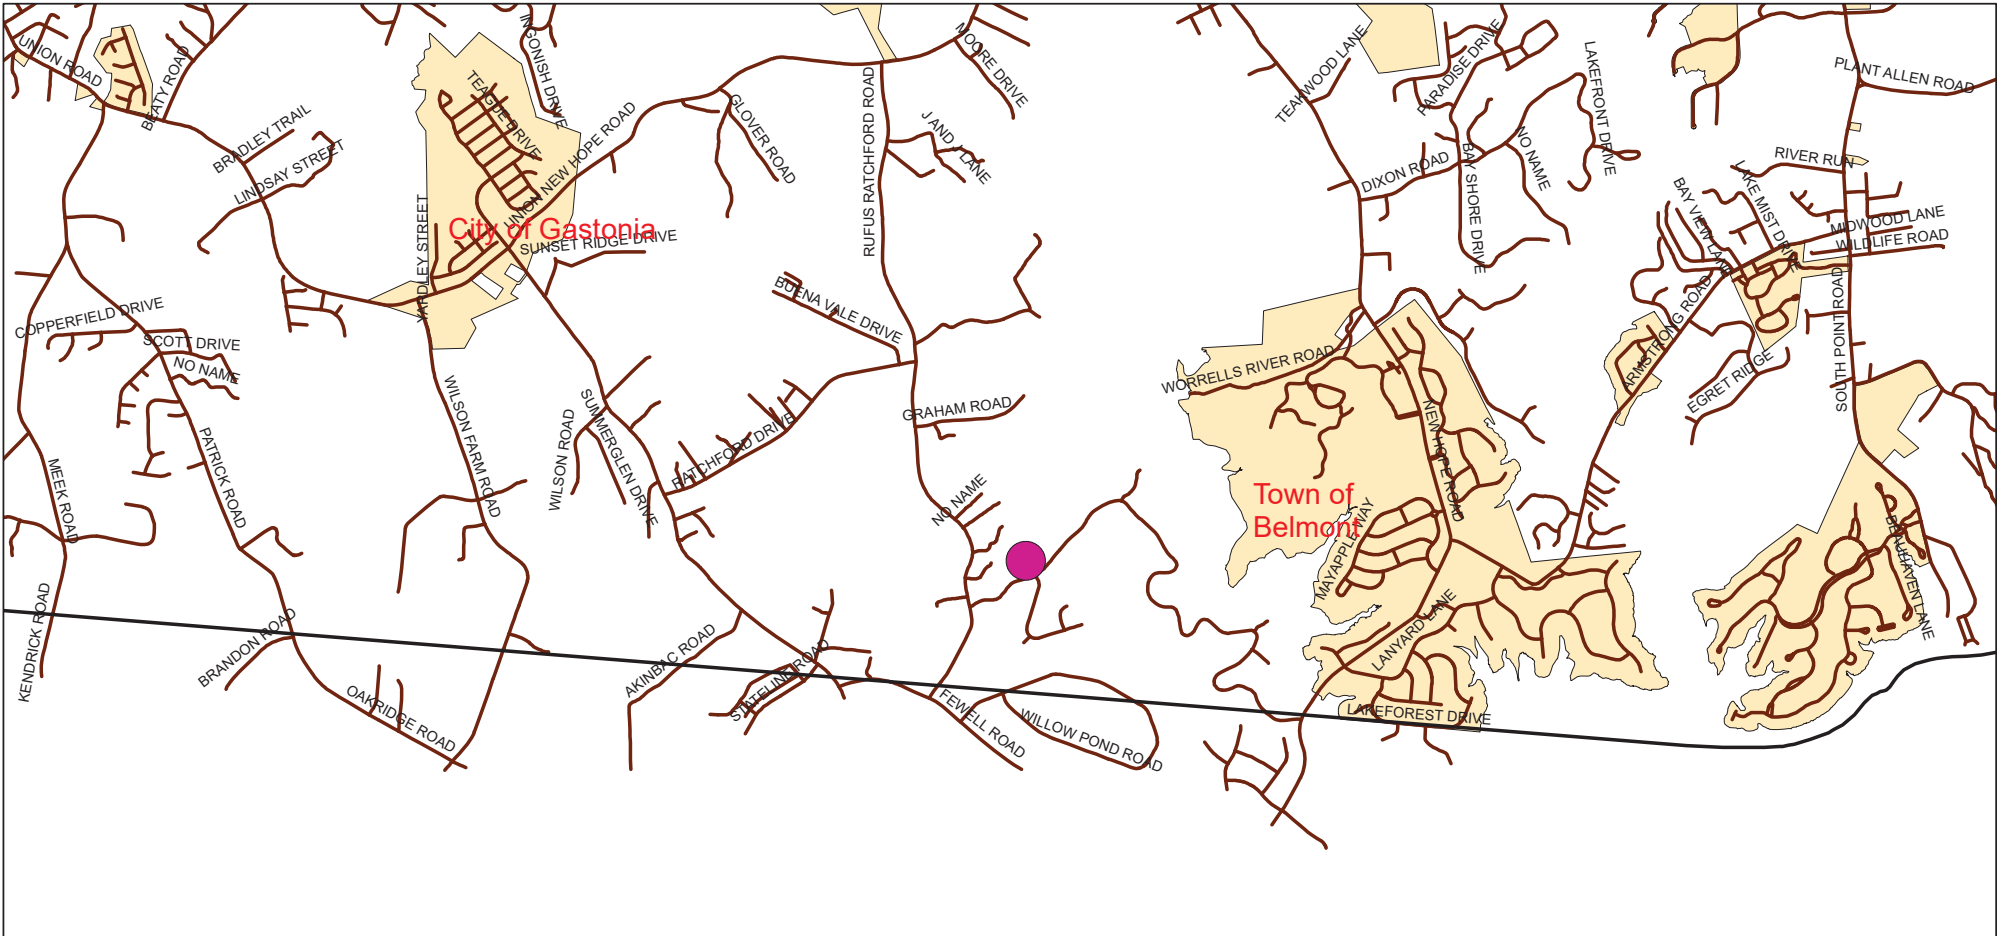 UNION ROAD
BEATY ROAD
BRADLEY TRAIL
LINDSAY STREET
INGONISH DRIVE
TEAGUE DRIVE
UNION NEW HOPE ROAD
City of Gastonia
SUNSET RIDGE DRIVE
YARDLEY STREET
GLOVER ROAD
MOORE DRIVE
RUFUS RATCHFORD ROAD
J AND J LANE
TEAKWOOD LANE
PARADISE DRIVE
LAKEFRONT DRIVE
PLANT ALLEN ROAD
DIXON ROAD
BAY SHORE DRIVE
NO NAME
RIVER RUN
LAKE MIST DRIVE
BAY VIEW LANE
MIDWOOD LANE
WILDLIFE ROAD
SOUTH POINT ROAD
ARMSTRONG ROAD
EGRET RIDGE
COPPERFIELD DRIVE
SCOTT DRIVE
NO NAME
BUENA VALE DRIVE
WORRELLS RIVER ROAD
GRAHAM ROAD
NEW HOPE ROAD
WILSON FARM ROAD
WILSON ROAD
SUMMERGLEN DRIVE
RATCHFORD DRIVE
PATRICK ROAD
MEEK ROAD
NO NAME
Town of
Belmont
MAYAPPLE WAY
BEAUHAVEN LANE
KENDRICK ROAD
BRANDON ROAD
OAKRIDGE ROAD
AKINBAC ROAD
STATELINE ROAD
FEWELL ROAD
WILLOW POND ROAD
LANYARD LANE
LAKEFOREST DRIVE